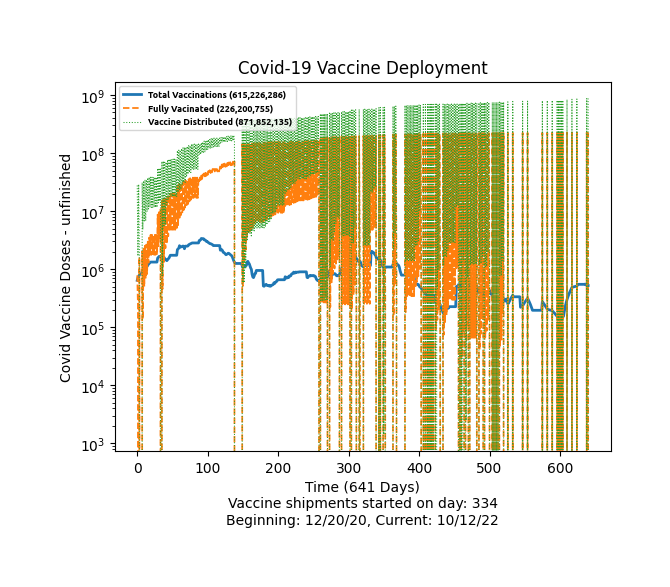 Covid-19 Vaccine Deployment
Total Vaccinations (615,226,286)
Fully Vacinated (226,200,755)
Vaccine Distributed (871,852,135)
Covid Vaccine Doses - unfinished
10⁹
10⁸
10⁷
10⁶
10⁵
10⁴
10³
0 100 200 300 400 500 600
Time (641 Days)
Vaccine shipments started on day: 334
Beginning: 12/20/20, Current: 10/12/22